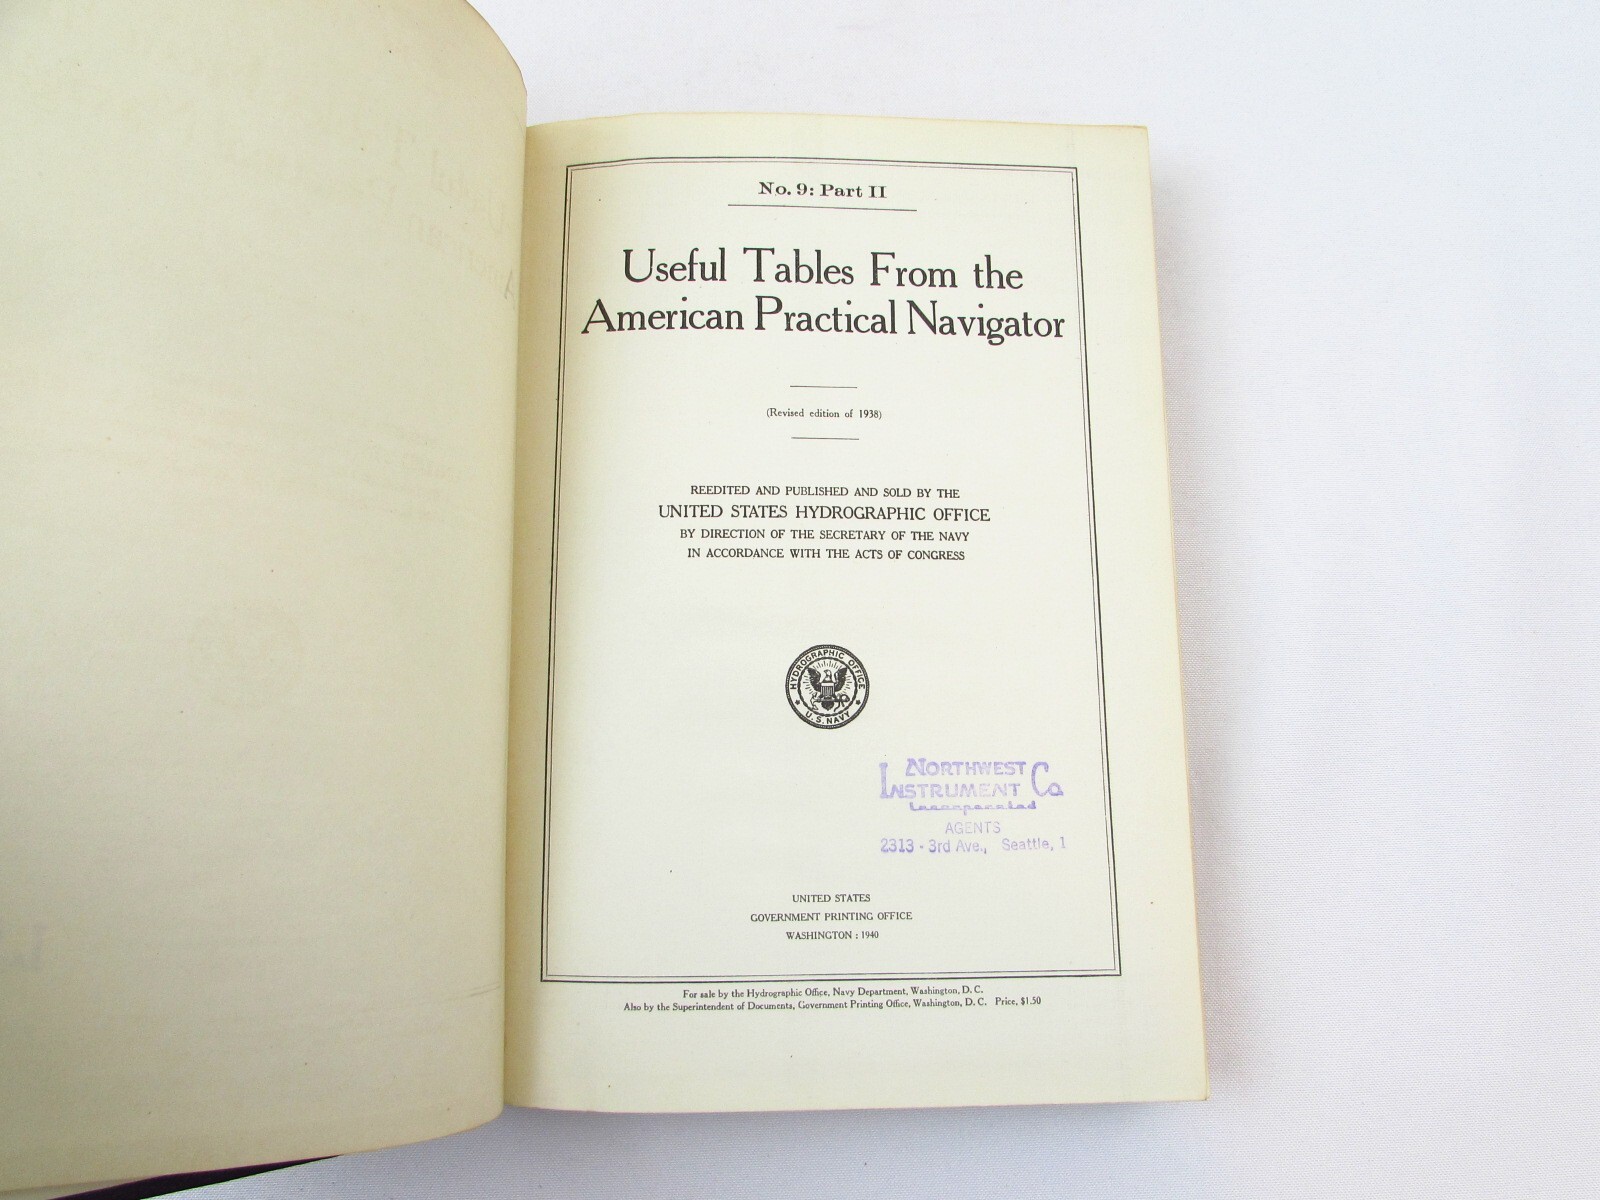 No. 9: Part II
Useful Tables From the
American Practical Navigator
(Revised edition of 1938)
REEDITED AND PUBLISHED AND SOLD BY THE
UNITED STATES HYDROGRAPHIC OFFICE
BY DIRECTION OF THE SECRETARY OF THE NAVY
IN ACCORDANCE WITH THE ACTS OF CONGRESS
HYDROGRAPHIC OFFICE
U.S. NAVY
NORTHWEST
INSTRUMENT Co
Incorporated
AGENTS
2313 - 3rd Ave., Seattle, 1
UNITED STATES
GOVERNMENT PRINTING OFFICE
WASHINGTON : 1940
For sale by the Hydrographic Office, Navy Department, Washington, D. C.
Also by the Superintendent of Documents, Government Printing Office, Washington, D. C. Price, $1.50